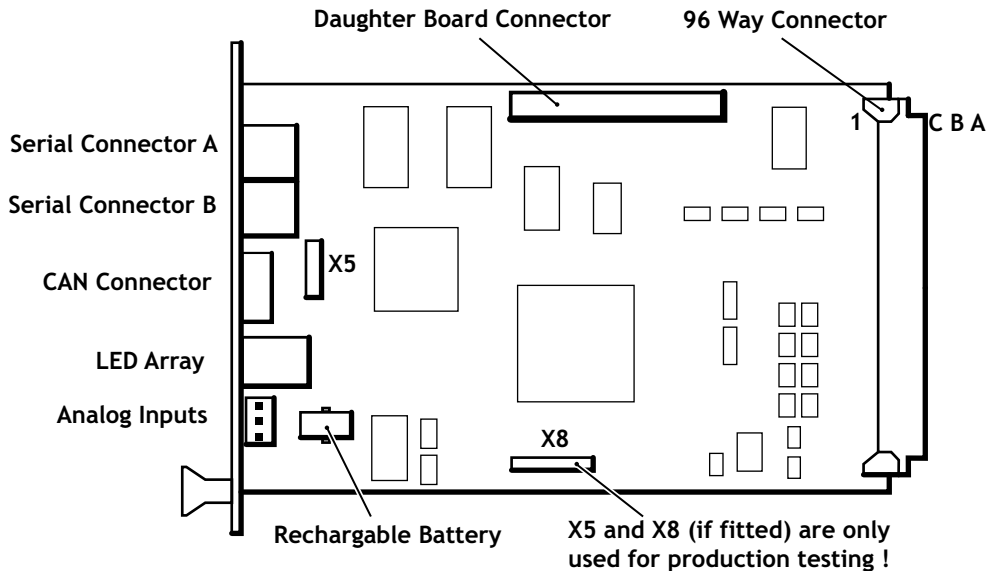 Daughter Board Connector
96 Way Connector
1
C B A
Serial Connector A
Serial Connector B
X5
CAN Connector
LED Array
Analog Inputs
X8
Rechargable Battery
X5 and X8 (if fitted) are only
used for production testing !